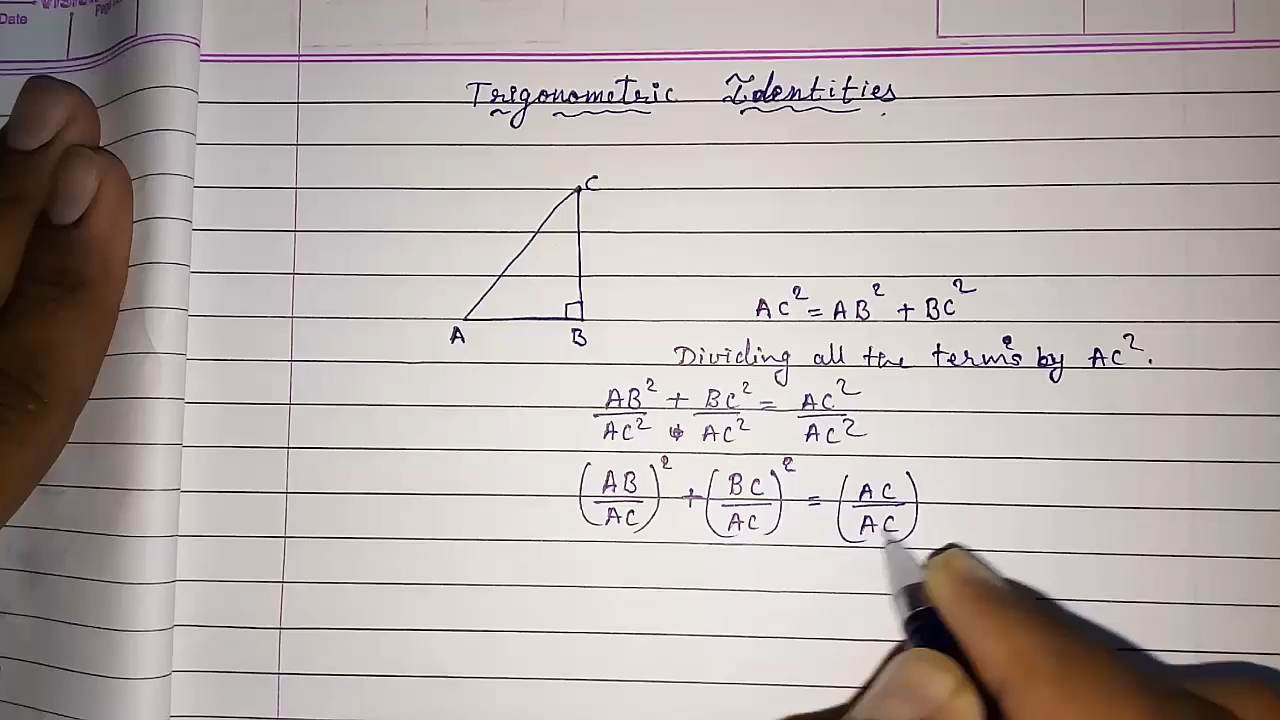 Date
Trigonometric Identities
C
A B
AC² = AB² + BC²
Dividing all the terms by AC².
AB²/AC² + BC²/AC² = AC²/AC²
(AB/AC)² + (BC/AC)² = (AC/AC)